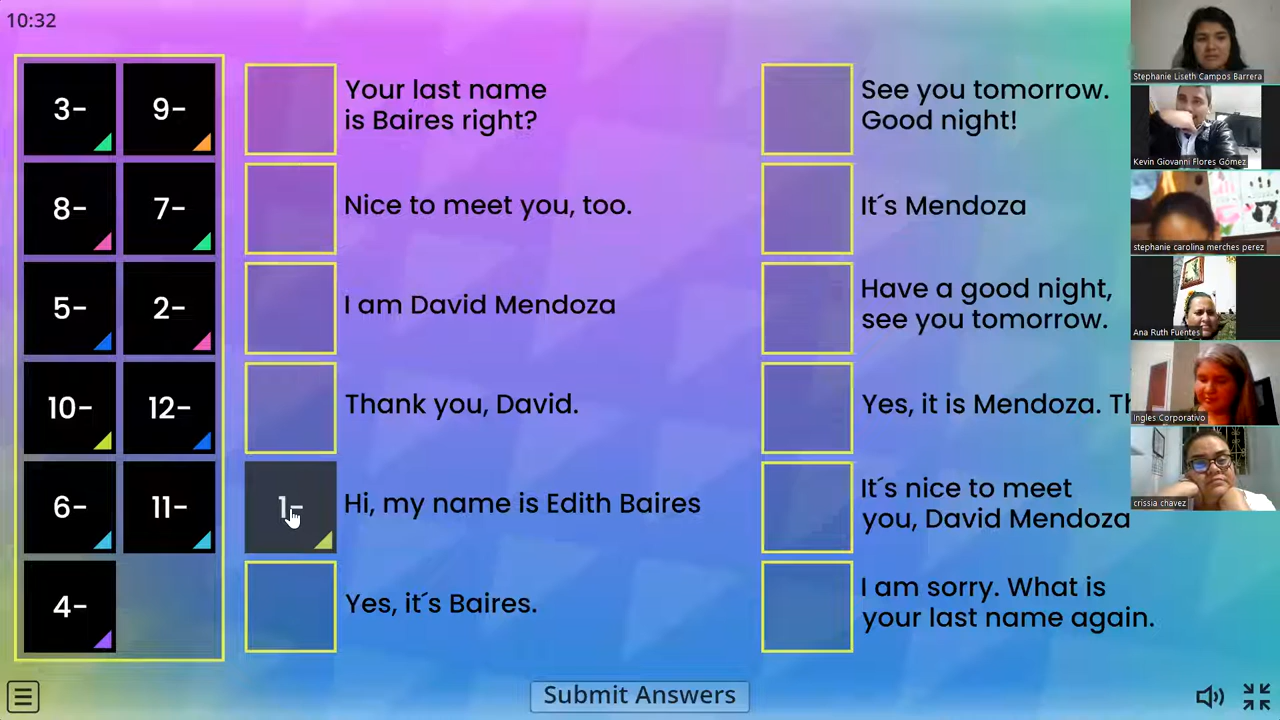 10:32
3-
9-
8-
7-
5-
2-
10-
12-
6-
11-
4-
1-
Your last name
is Baires right?
Nice to meet you, too.
I am David Mendoza
Thank you, David.
Hi, my name is Edith Baires
Yes, it´s Baires.
See you tomorrow.
Good night!
It´s Mendoza
Have a good night,
see you tomorrow.
Yes, it is Mendoza.
It´s nice to meet
you, David Mendoza
I am sorry. What is
your last name again.
Submit Answers
Stephanie Liseth Campos Barrera
Kevin Giovanni Flores Gómez
stephanie carolina merches perez
Ana Ruth Fuentes
Ingles Corporativo
crissia chavez